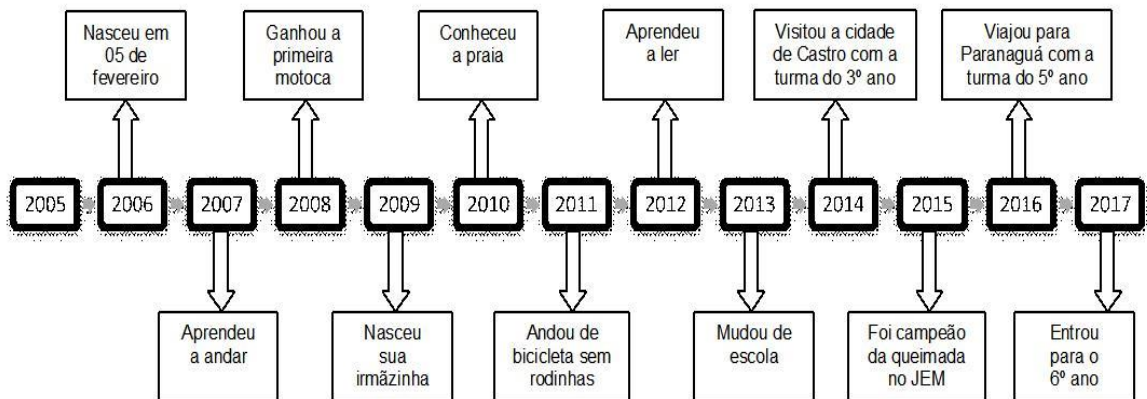 Nasceu em
05 de
fevereiro
Ganhou a
primeira
motoca
Conheceu
a praia
Aprendeu
a ler
Visitou a cidade
de Castro com a
turma do 3º ano
Viajou para
Paranaguá com a
turma do 5º ano
2005 2006 2007 2008 2009 2010 2011 2012 2013 2014 2015 2016 2017
Aprendeu
a andar
Nasceu
sua
irmãzinha
Andou de
bicicleta sem
rodinhas
Mudou de
escola
Foi campeão
da queimada
no JEM
Entrou
para o
6º ano